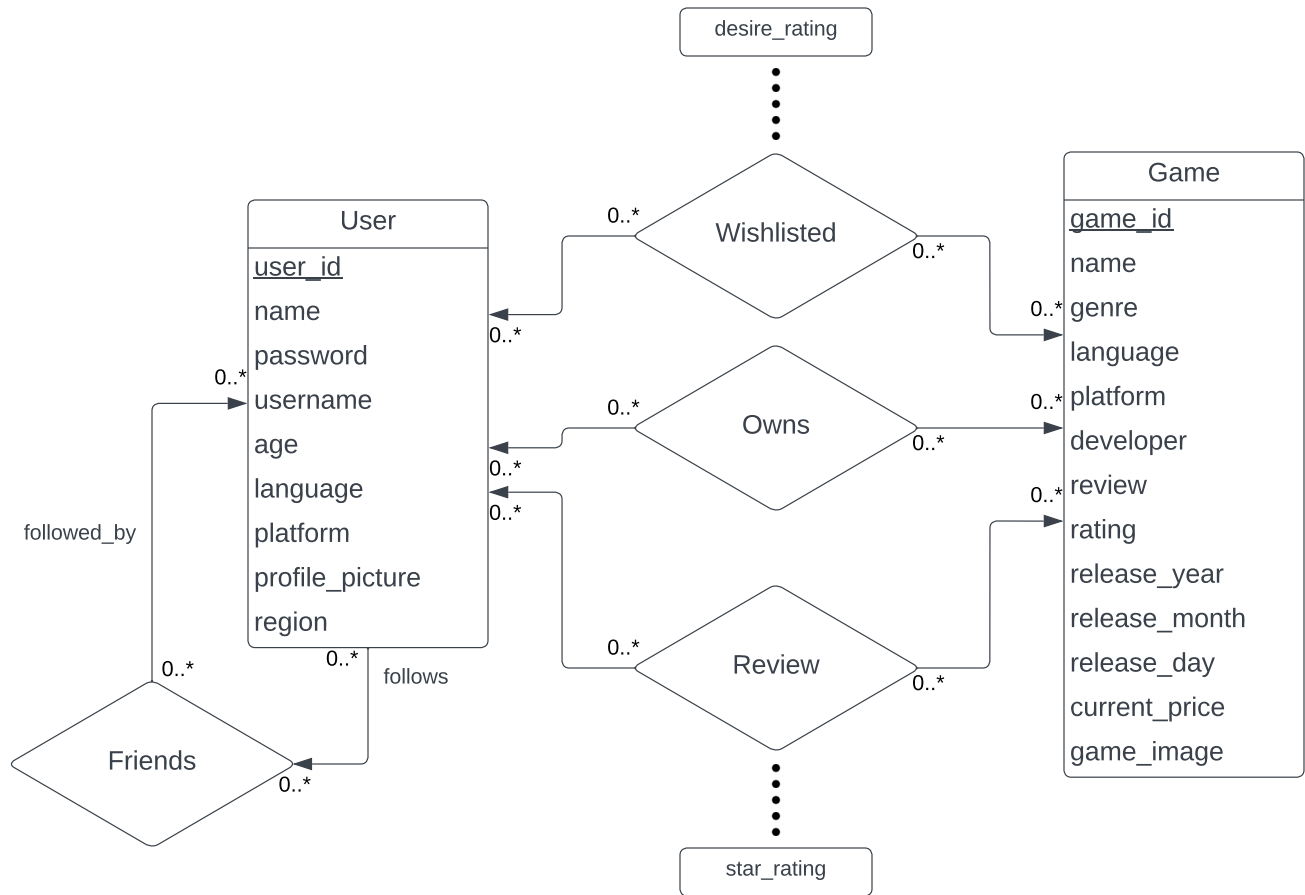 desire_rating
Wishlisted
0..*
0..*
0..*
0..*
User
user_id
name
password
username
age
language
platform
profile_picture
region
Game
game_id
name
genre
language
platform
developer
review
rating
release_year
release_month
release_day
current_price
game_image
Owns
0..*
0..*
0..*
0..*
Review
0..*
0..*
0..*
0..*
star_rating
Friends
followed_by
follows
0..*
0..*
0..*
0..*